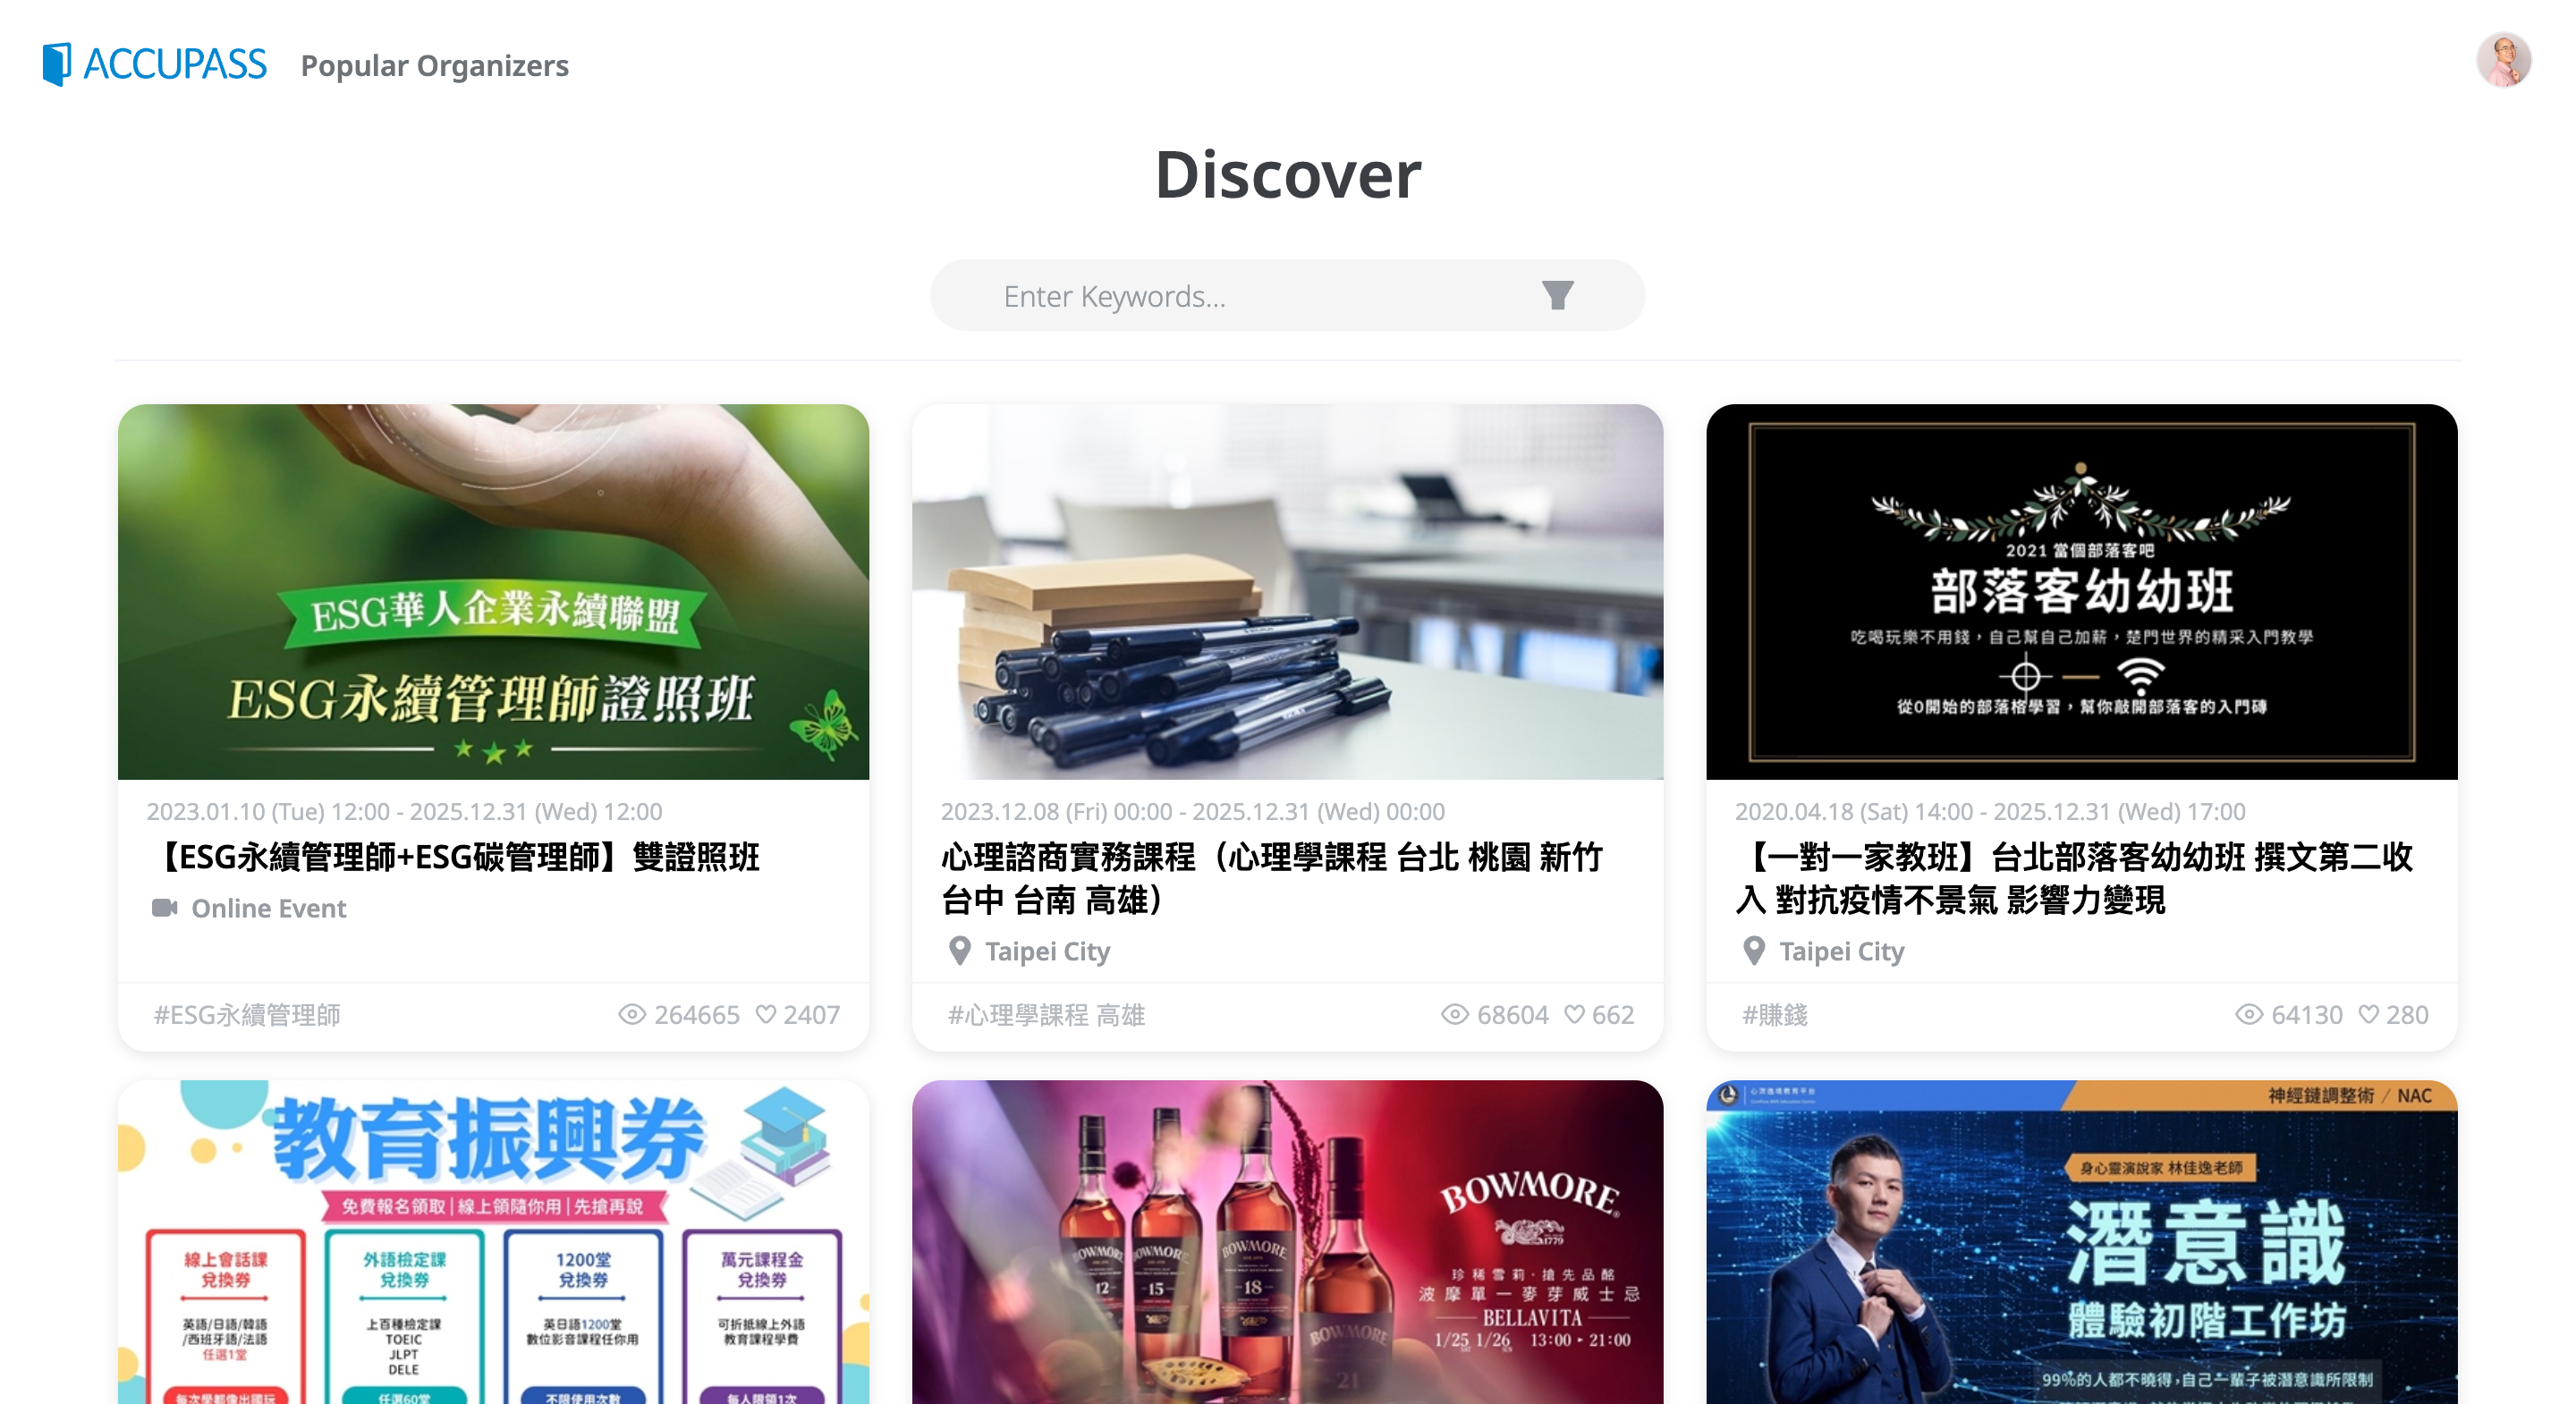 ACCUPASS
Popular Organizers
Discover
Enter Keywords...
ESG華人企業永續聯盟
ESG永續管理師證照班
2023.01.10 (Tue) 12:00 - 2025.12.31 (Wed) 12:00
【ESG永續管理師+ESG碳管理師】雙證照班
Online Event
#ESG永續管理師
264665
2407
2023.12.08 (Fri) 00:00 - 2025.12.31 (Wed) 00:00
心理諮商實務課程（心理學課程 台北 桃園 新竹
台中 台南 高雄）
Taipei City
#心理學課程 高雄
68604
662
2021 當個部落客吧
部落客幼幼班
吃喝玩樂不用錢，自己幫自己加薪，楚門世界的精采入門教學
從0開始的部落格學習，幫你敲開部落客的入門磚
2020.04.18 (Sat) 14:00 - 2025.12.31 (Wed) 17:00
【一對一家教班】台北部落客幼幼班 撰文第二收
入 對抗疫情不景氣 影響力變現
Taipei City
#賺錢
64130
280
教育振興券
免費報名領取|線上領隨你用|先搶再說
線上會話課
兌換券
英語/日語/韓語
/西班牙語/法語
任選1堂
每次學都像出國玩
外語檢定課
兌換券
上百種檢定課
TOEIC
JLPT
DELE
任選60堂
1200堂
兌換券
英日語1200堂
數位影音課程任你用
不限使用次數
萬元課程金
兌換券
可折抵線上外語
教育課程學費
每人限領1次
BOWMORE
12
BOWMORE
15
BOWMORE
18
BOWMORE
21
BOWMORE
1779
珍稀雪莉·搶先品酩
波摩單一麥芽威士忌
BELLAVITA
1/25 1/26 13:00 ▸ 21:00
神經鏈調整術 / NAC
身心靈演說家 林佳逸老師
潛意識
體驗初階工作坊
99%的人都不曉得,自己一輩子被潛意識所限制